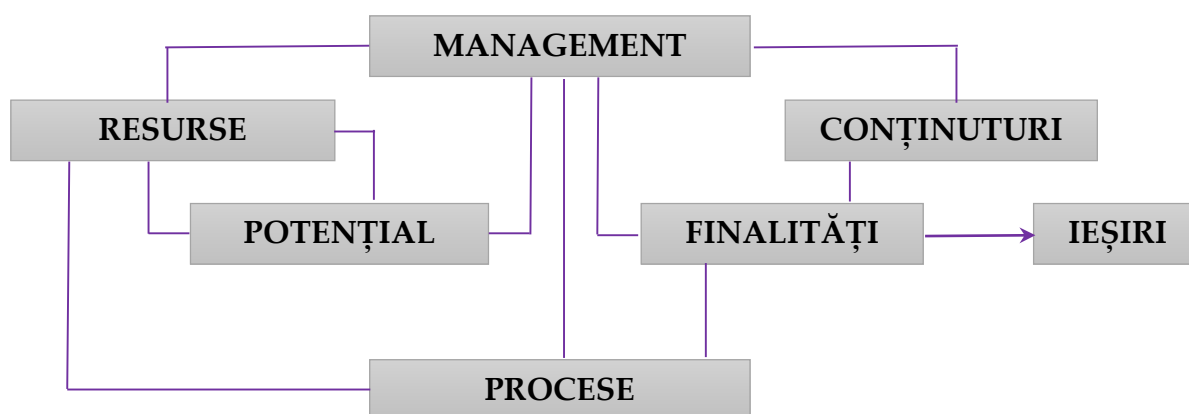 MANAGEMENT
RESURSE
CONȚINUTURI
POTENȚIAL
FINALITĂȚI
IEȘIRI
PROCESE